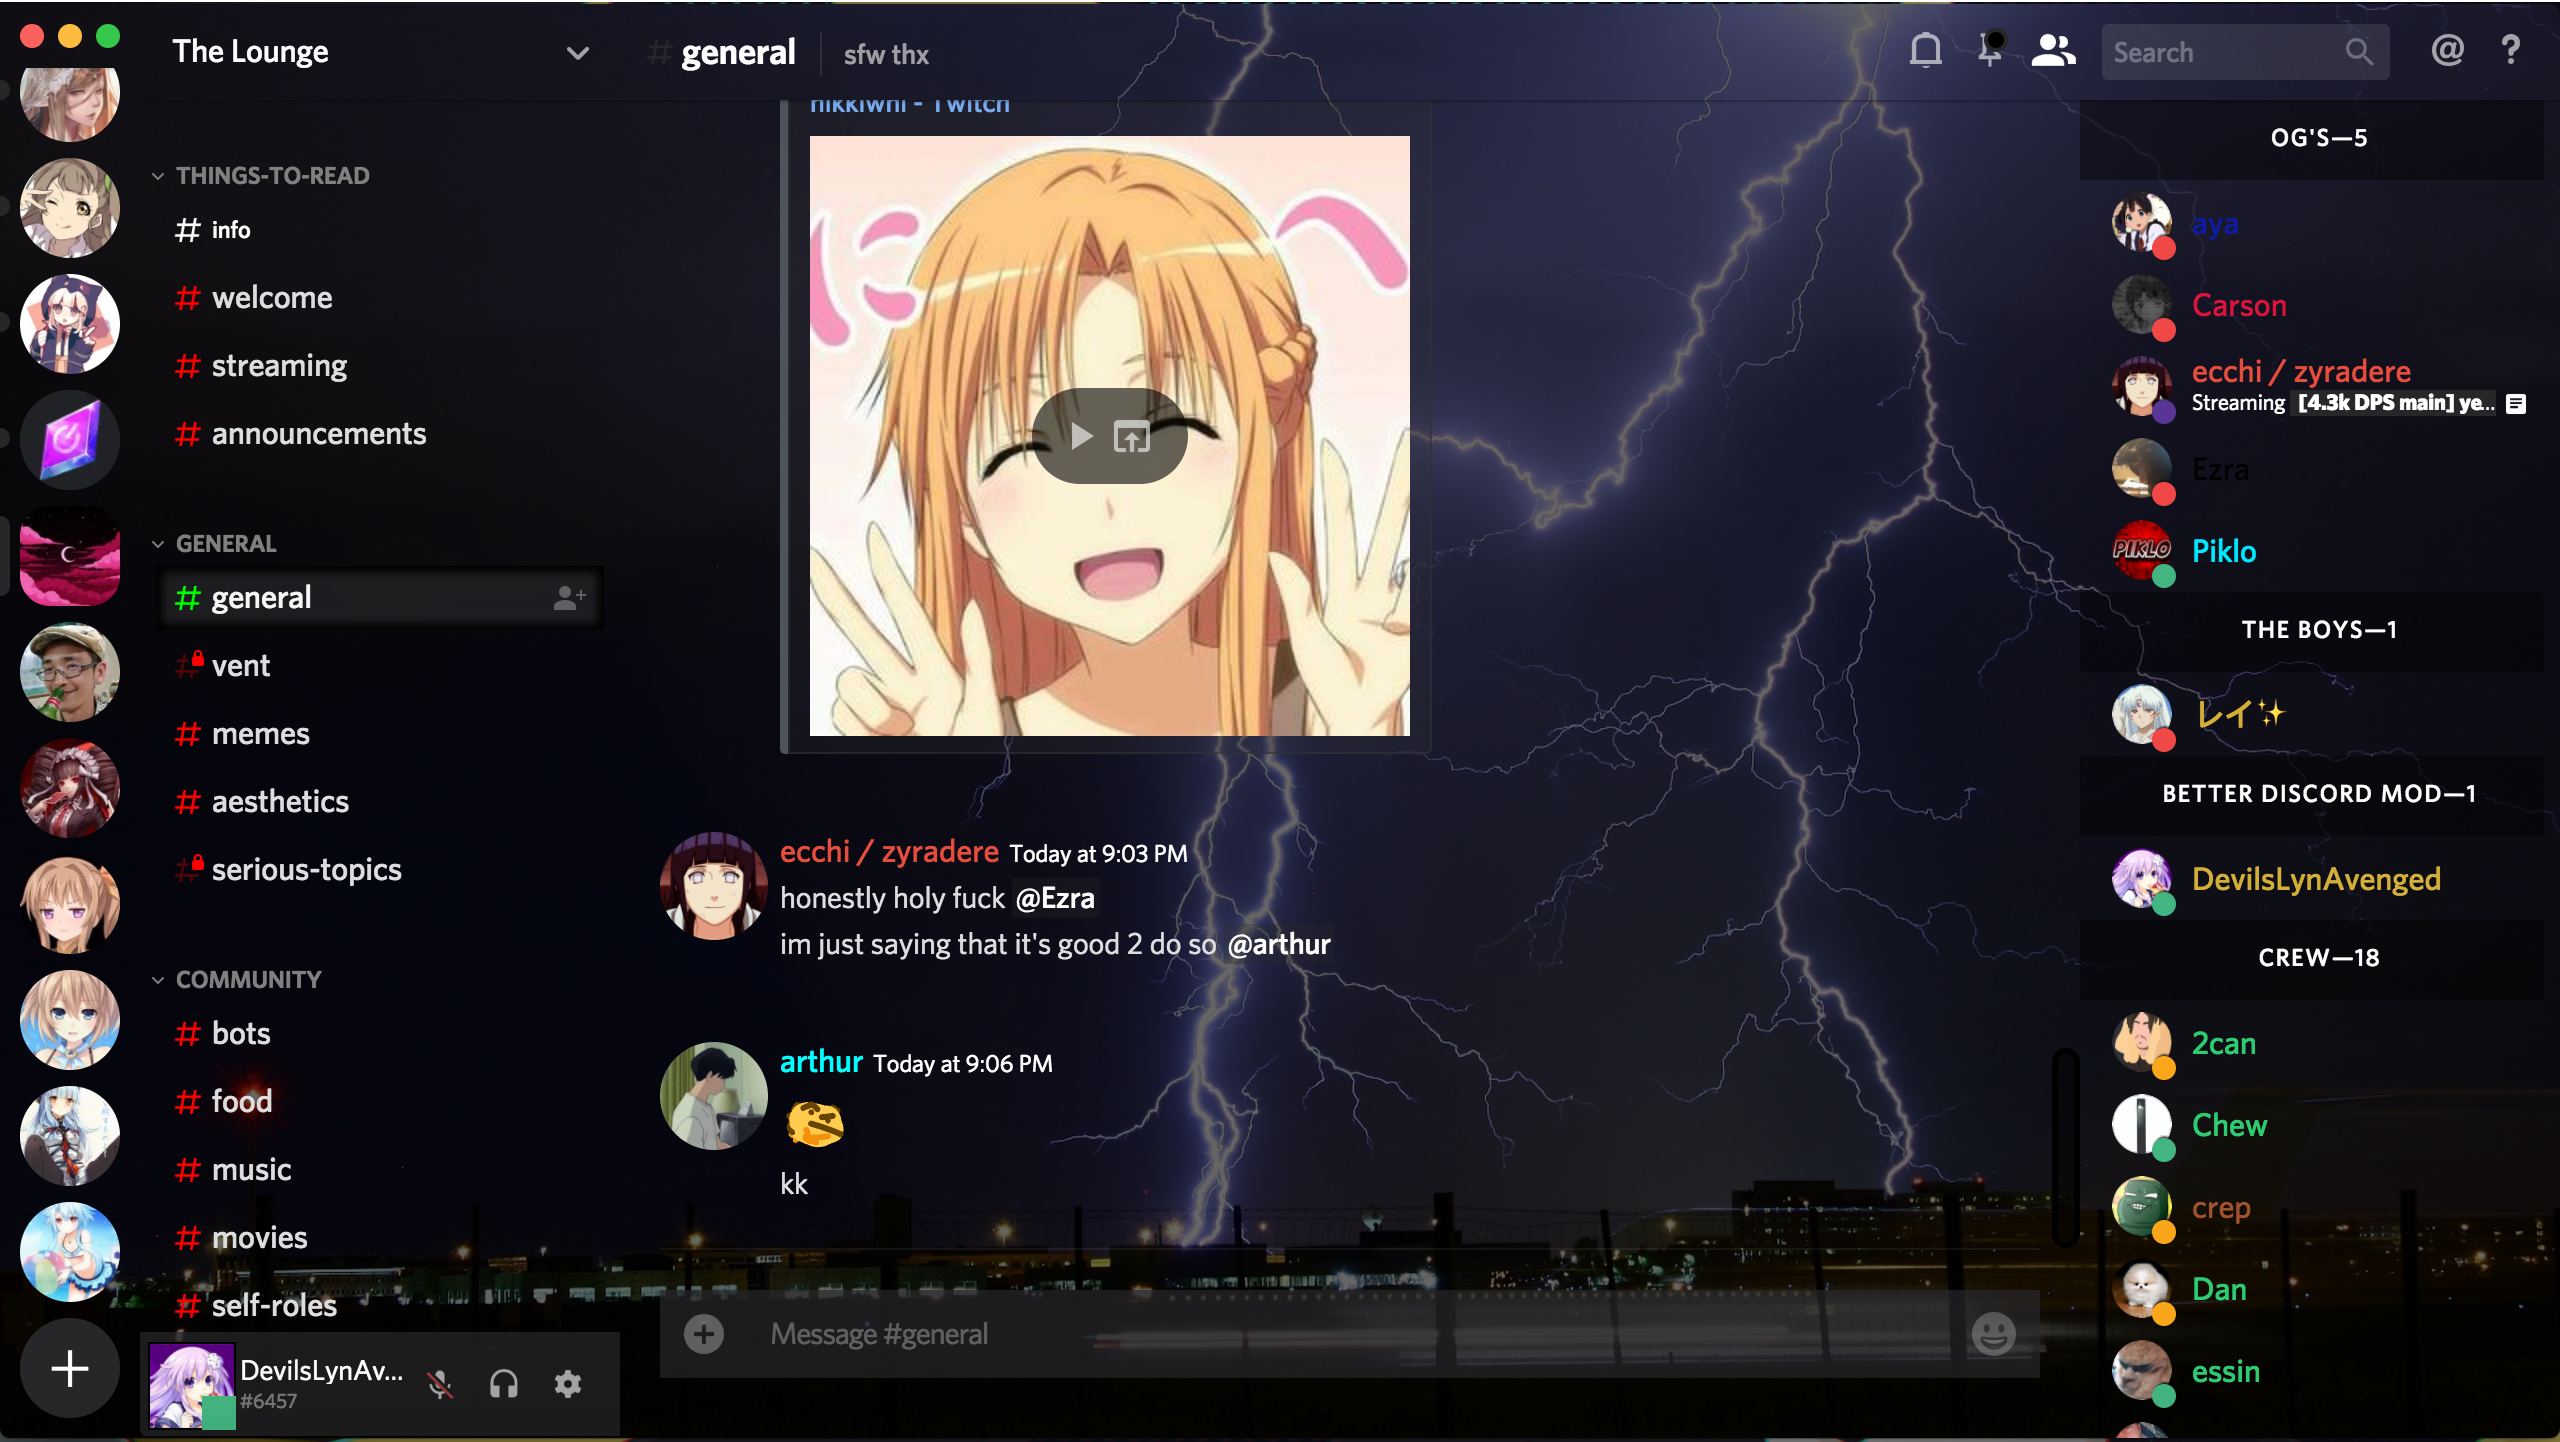 The Lounge
# general
sfw thx
Search
@
?
THINGS-TO-READ
# info
# welcome
# streaming
# announcements
GENERAL
# general
# vent
# memes
# aesthetics
# serious-topics
COMMUNITY
# bots
# food
# music
# movies
# self-roles
DevilsLynAv...
#6457
nikkiwhi - Twitch
に
へ
ecchi / zyradere Today at 9:03 PM
honestly holy fuck @Ezra
im just saying that it's good 2 do so @arthur
arthur Today at 9:06 PM
kk
Message #general
OG'S—5
aya
Carson
ecchi / zyradere
Streaming [4.3k DPS main] ye...
Ezra
PIKLO
Piklo
THE BOYS—1
レイ✨
BETTER DISCORD MOD—1
DevilsLynAvenged
CREW—18
2can
Chew
crep
Dan
essin